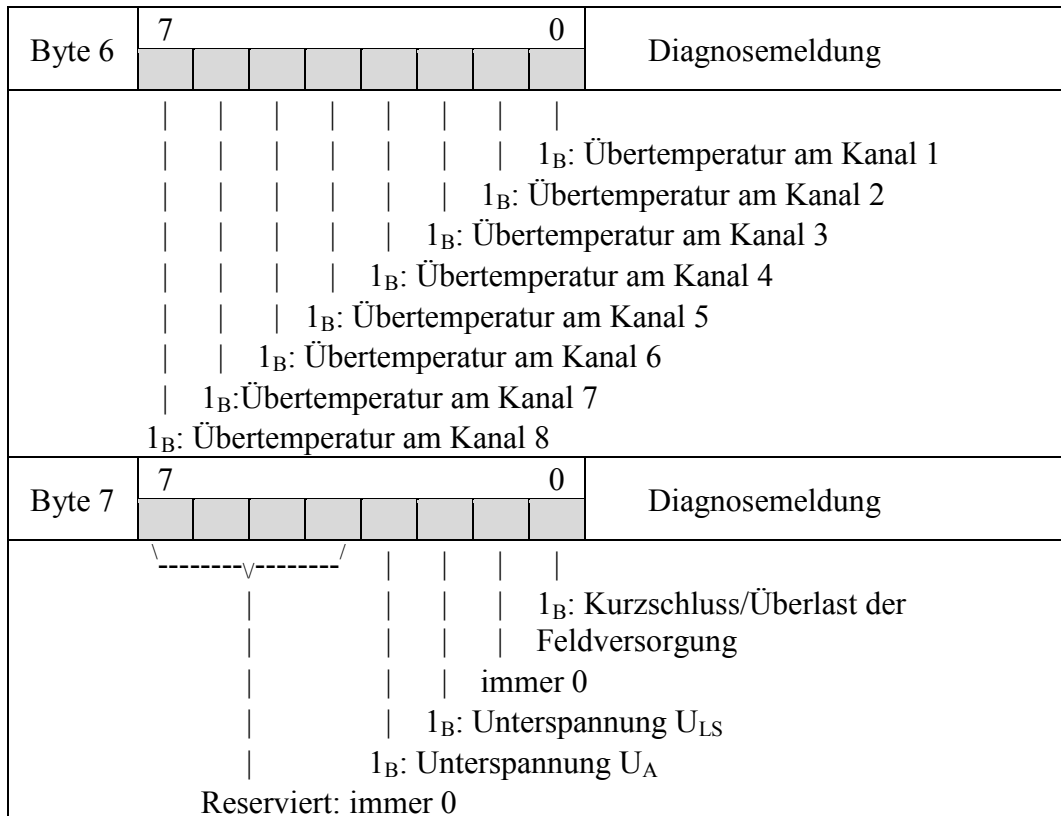 7 0
Byte 6 Diagnosemeldung
1B: Übertemperatur am Kanal 1
1B: Übertemperatur am Kanal 2
1B: Übertemperatur am Kanal 3
1B: Übertemperatur am Kanal 4
1B: Übertemperatur am Kanal 5
1B: Übertemperatur am Kanal 6
1B:Übertemperatur am Kanal 7
1B: Übertemperatur am Kanal 8
7 0
Byte 7 Diagnosemeldung
1B: Kurzschluss/Überlast der
Feldversorgung
immer 0
1B: Unterspannung ULS
1B: Unterspannung UA
Reserviert: immer 0